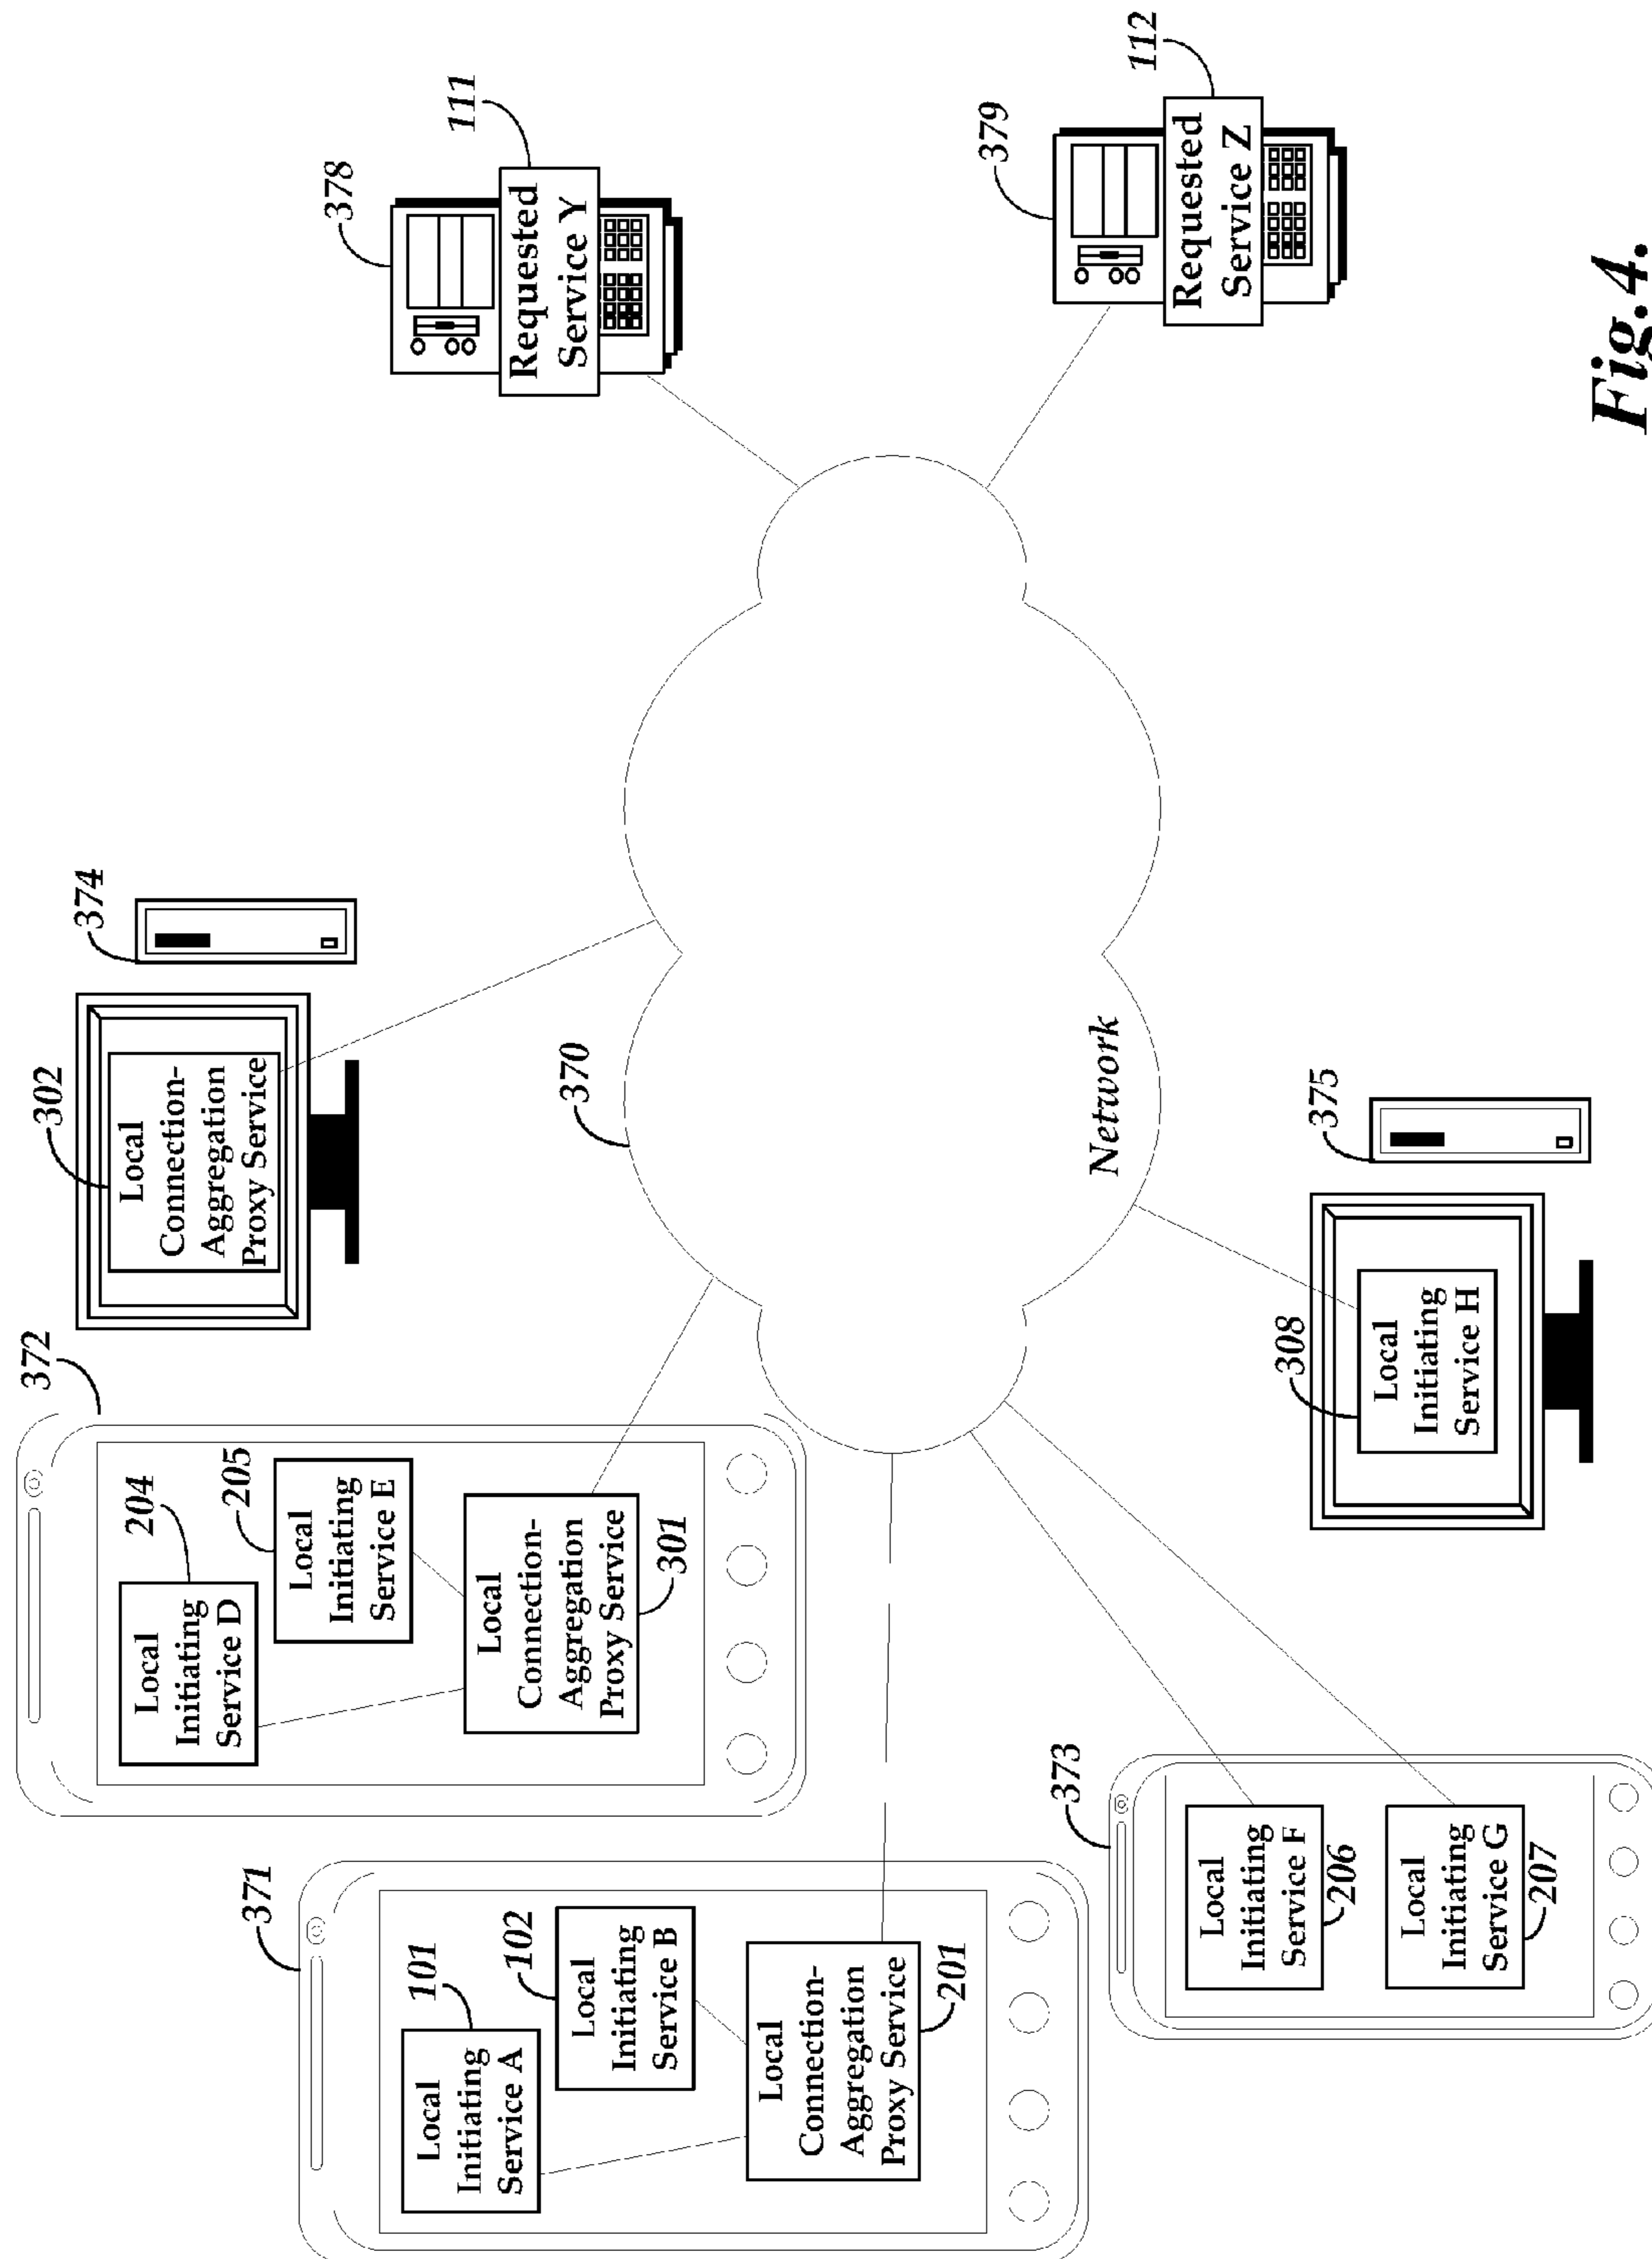 371
101
Local
Initiating
Service A
102
Local
Initiating
Service B
Local
Connection-
Aggregation
Proxy Service
201
372
204
Local
Initiating
Service D
205
Local
Initiating
Service E
Local
Connection-
Aggregation
Proxy Service
301
302
Local
Connection-
Aggregation
Proxy Service
374
370
Network
378
111
Requested
Service Y
379
112
Requested
Service Z
373
Local
Initiating
Service F
206
Local
Initiating
Service G
207
308
Local
Initiating
Service H
375
Fig.4.